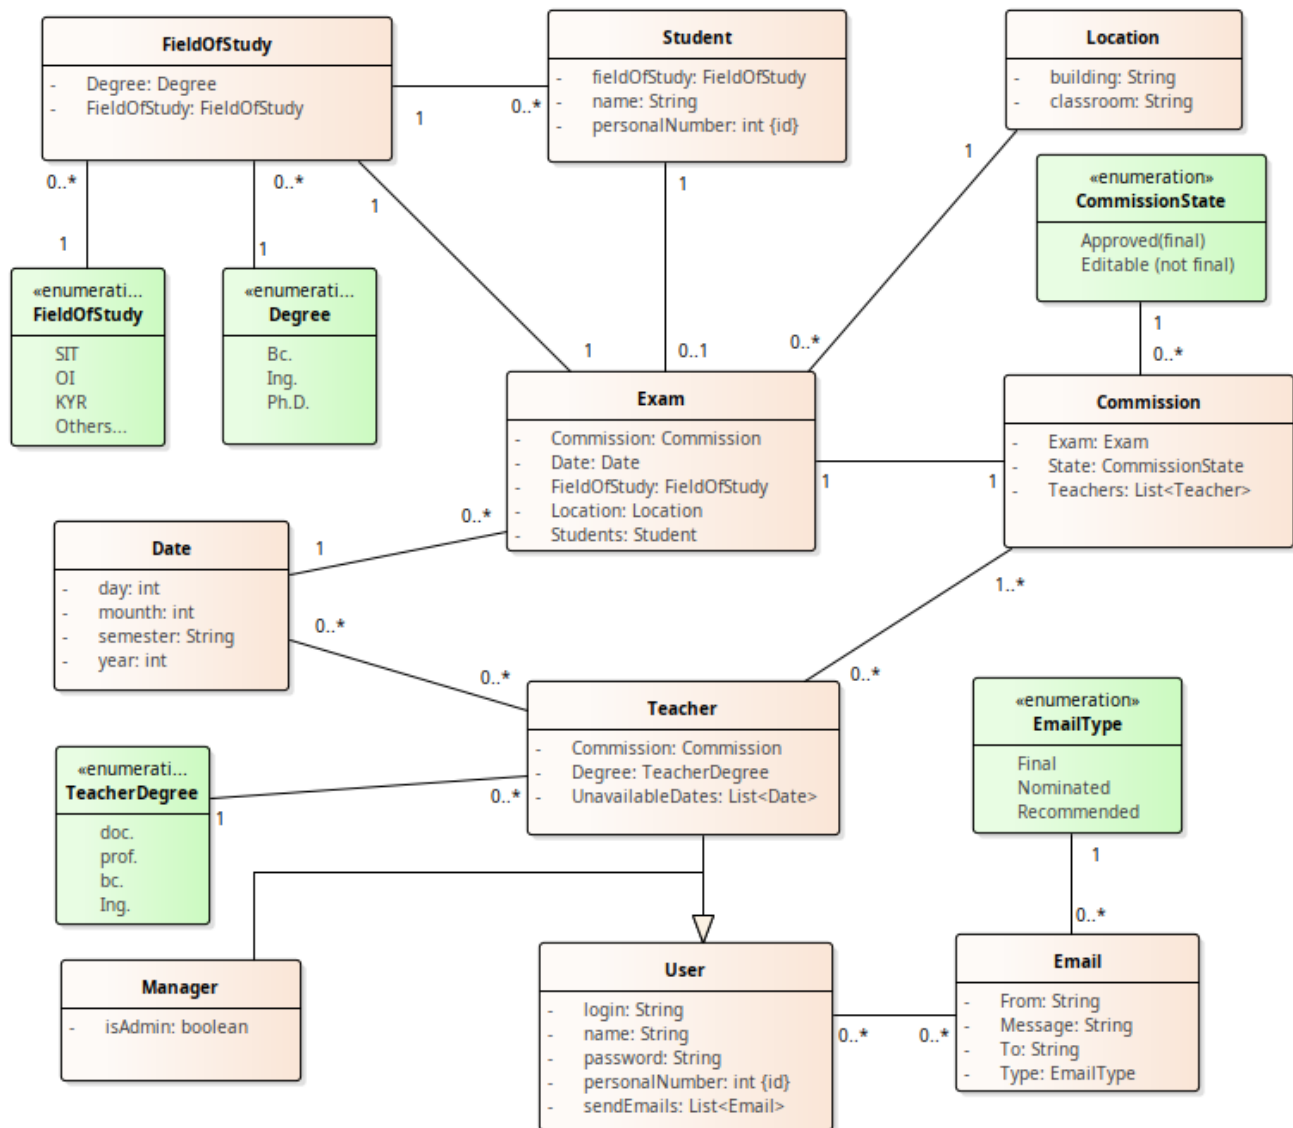 FieldOfStudy
- Degree: Degree
- FieldOfStudy: FieldOfStudy
1
0..*
Student
- fieldOfStudy: FieldOfStudy
- name: String
- personalNumber: int {id}
Location
- building: String
- classroom: String
0..*
1
0..*
1
1
1
1
0..1
1
0..*
«enumeration»
CommissionState
Approved(final)
Editable (not final)
1
0..*
«enumerati...
FieldOfStudy
SIT
OI
KYR
Others...
«enumerati...
Degree
Bc.
Ing.
Ph.D.
Exam
- Commission: Commission
- Date: Date
- FieldOfStudy: FieldOfStudy
- Location: Location
- Students: Student
1
1
Commission
- Exam: Exam
- State: CommissionState
- Teachers: List<Teacher>
0..*
1
Date
- day: int
- mounth: int
- semester: String
- year: int
0..*
0..*
1..*
0..*
Teacher
- Commission: Commission
- Degree: TeacherDegree
- UnavailableDates: List<Date>
«enumeration»
EmailType
Final
Nominated
Recommended
«enumerati...
TeacherDegree
doc.
prof.
bc.
Ing.
1
0..*
1
0..*
Manager
- isAdmin: boolean
User
- login: String
- name: String
- password: String
- personalNumber: int {id}
- sendEmails: List<Email>
0..*
0..*
Email
- From: String
- Message: String
- To: String
- Type: EmailType